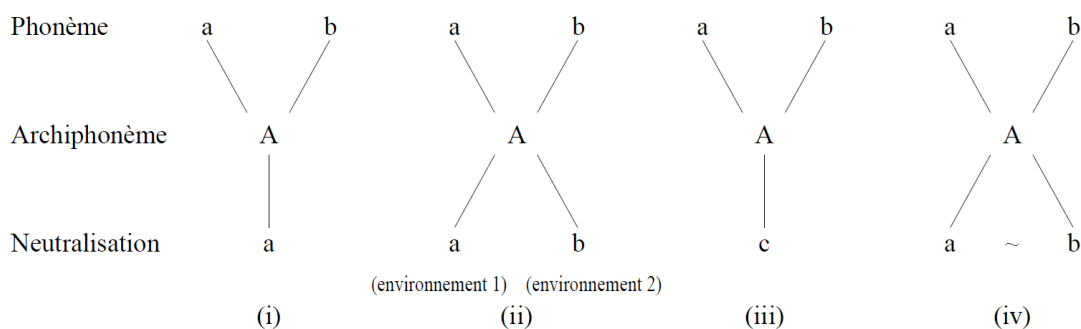 Phonème a b a b a b a b
Archiphonème A A A A
Neutralisation a a b c a ~ b
(environnement 1) (environnement 2)
(i) (ii) (iii) (iv)